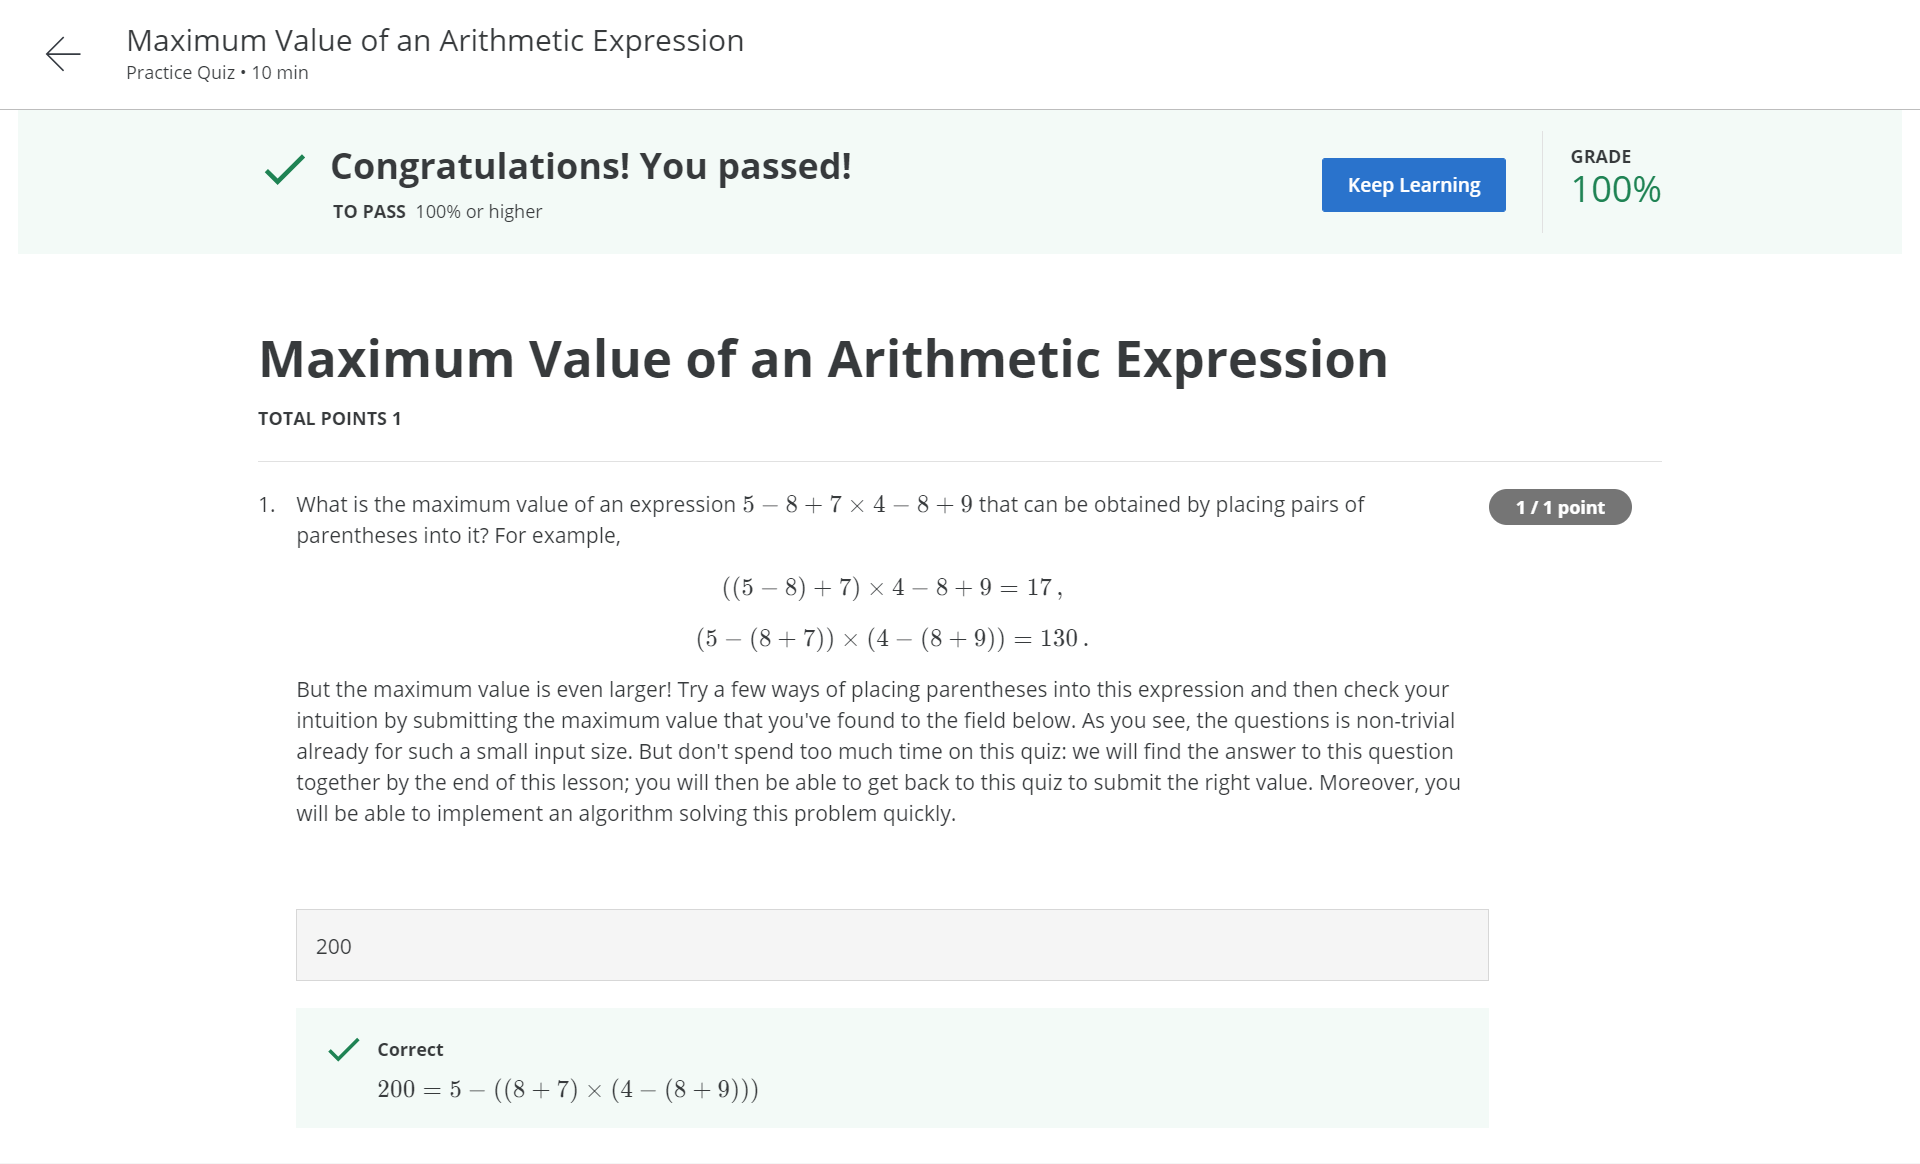 Maximum Value of an Arithmetic Expression
Practice Quiz • 10 min
Congratulations! You passed!
TO PASS 100% or higher
Keep Learning
GRADE
100%
Maximum Value of an Arithmetic Expression
TOTAL POINTS 1
1. What is the maximum value of an expression 5 − 8 + 7 × 4 − 8 + 9 that can be obtained by placing pairs of
parentheses into it? For example,
1 / 1 point
((5 − 8) + 7) × 4 − 8 + 9 = 17 ,
(5 − (8 + 7)) × (4 − (8 + 9)) = 130 .
But the maximum value is even larger! Try a few ways of placing parentheses into this expression and then check your
intuition by submitting the maximum value that you've found to the field below. As you see, the questions is non-trivial
already for such a small input size. But don't spend too much time on this quiz: we will find the answer to this question
together by the end of this lesson; you will then be able to get back to this quiz to submit the right value. Moreover, you
will be able to implement an algorithm solving this problem quickly.
200
Correct
200 = 5 − ((8 + 7) × (4 − (8 + 9)))